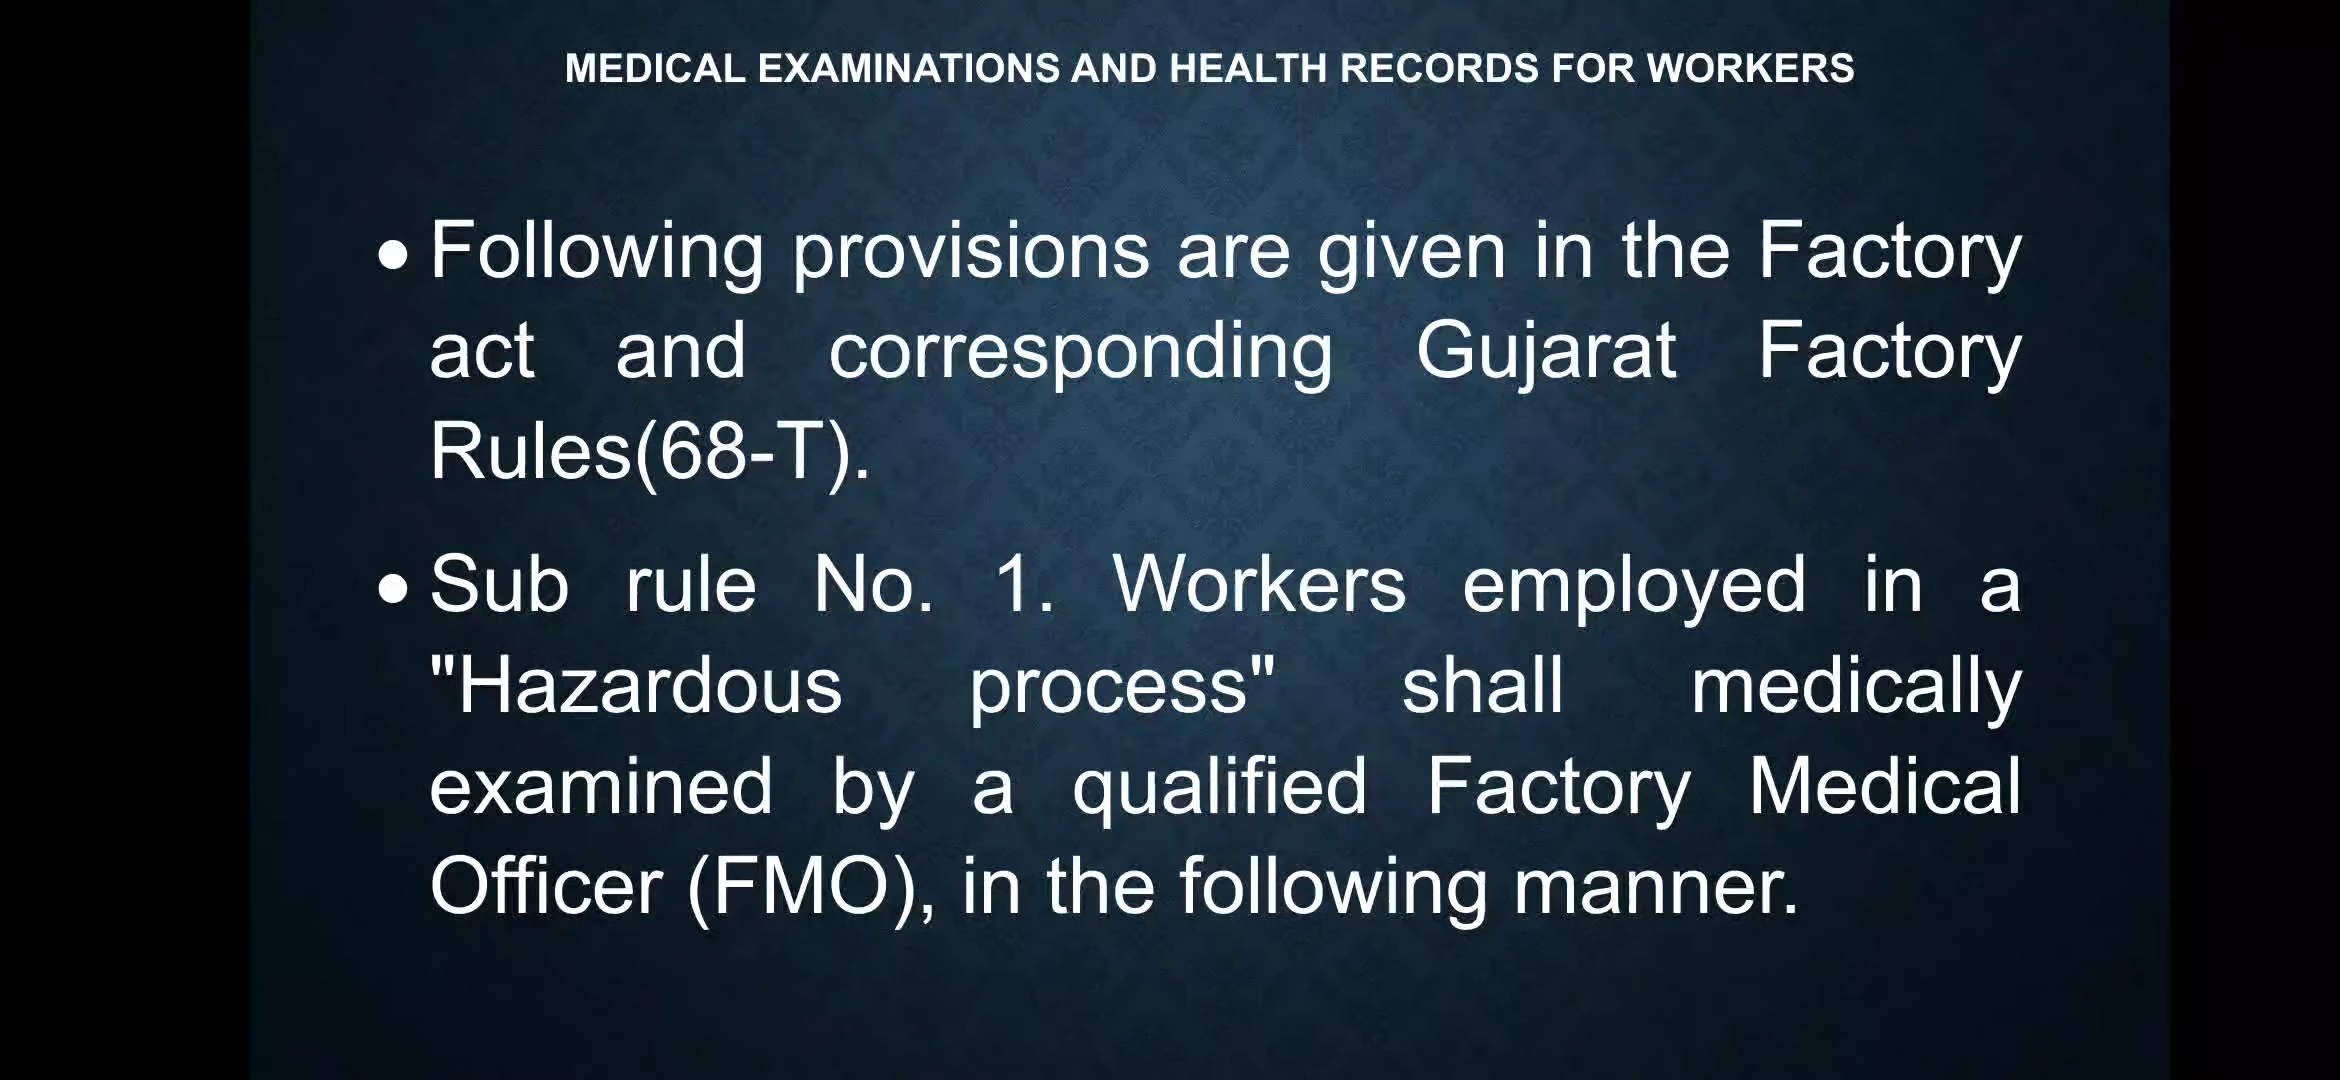 MEDICAL EXAMINATIONS AND HEALTH RECORDS FOR WORKERS
• Following provisions are given in the Factory
act and corresponding Gujarat Factory
Rules(68-T).
• Sub rule No. 1. Workers employed in a
"Hazardous process" shall medically
examined by a qualified Factory Medical
Officer (FMO), in the following manner.